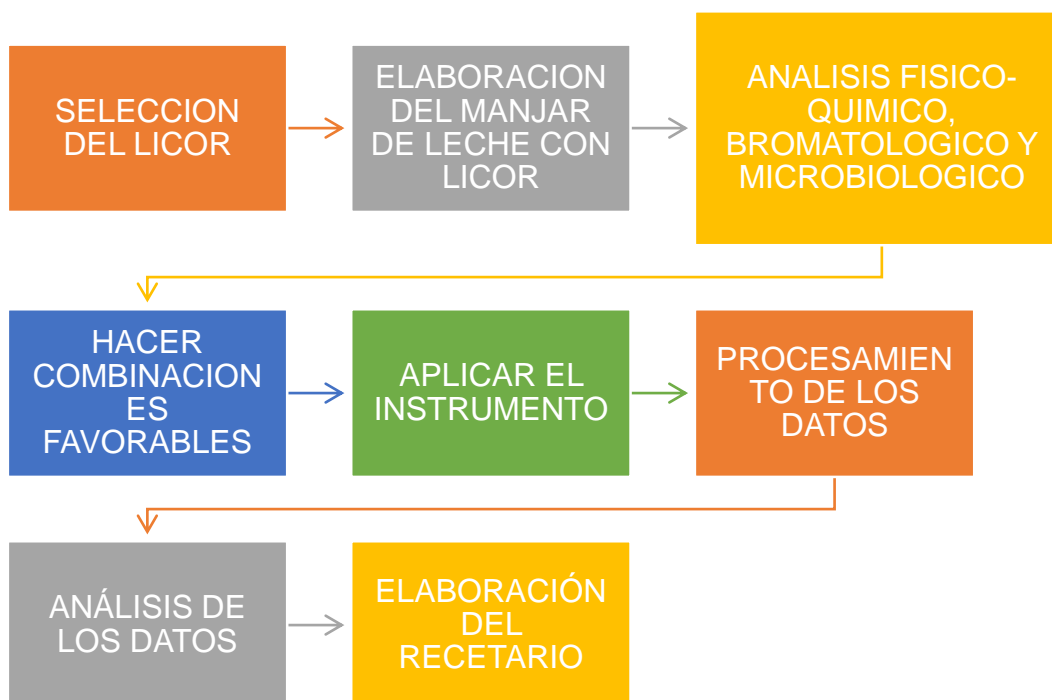 SELECCION
DEL LICOR
ELABORACION
DEL MANJAR
DE LECHE CON
LICOR
ANALISIS FISICO-
QUIMICO,
BROMATOLOGICO Y
MICROBIOLOGICO
HACER
COMBINACION
ES
FAVORABLES
APLICAR EL
INSTRUMENTO
PROCESAMIEN
TO DE LOS
DATOS
ANÁLISIS DE
LOS DATOS
ELABORACIÓN
DEL
RECETARIO